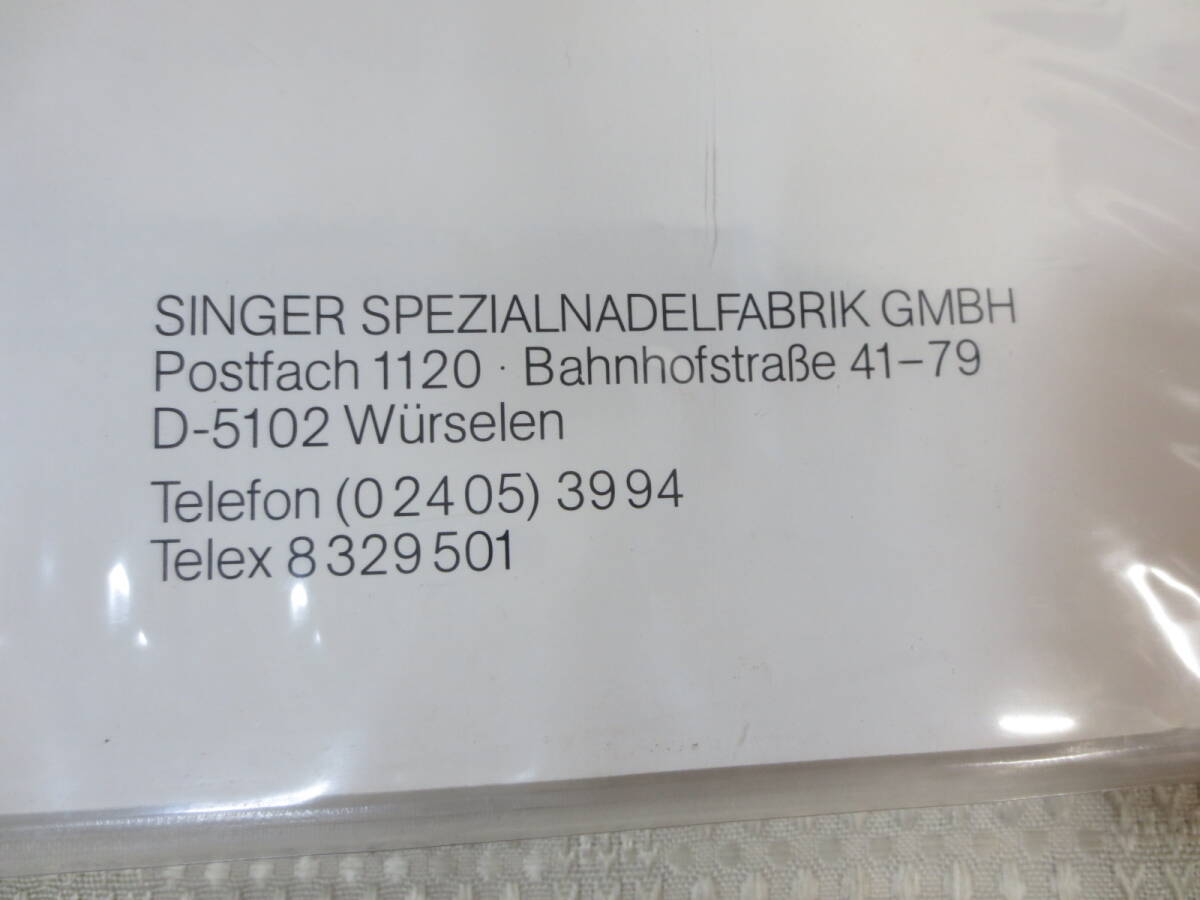 SINGER SPEZIALNADELFABRIK GMBH
Postfach 1120 · Bahnhofstraße 41–79
D-5102 Würselen
Telefon (0 24 05) 39 94
Telex 8 329 501